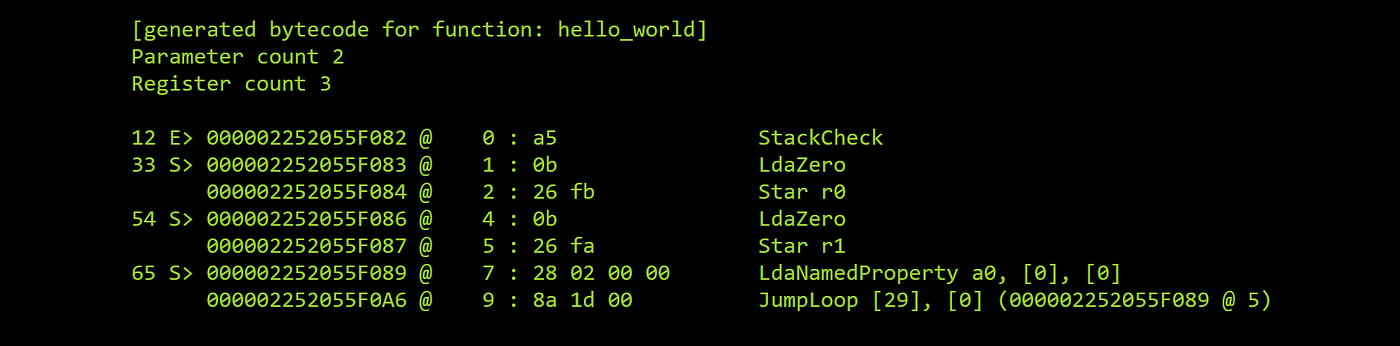 [generated bytecode for function: hello_world]
Parameter count 2
Register count 3
12 E> 000002252055F082 @    0 : a5                StackCheck
33 S> 000002252055F083 @    1 : 0b                LdaZero
      000002252055F084 @    2 : 26 fb             Star r0
54 S> 000002252055F086 @    4 : 0b                LdaZero
      000002252055F087 @    5 : 26 fa             Star r1
65 S> 000002252055F089 @    7 : 28 02 00 00       LdaNamedProperty a0, [0], [0]
      000002252055F0A6 @    9 : 8a 1d 00          JumpLoop [29], [0] (000002252055F089 @ 5)